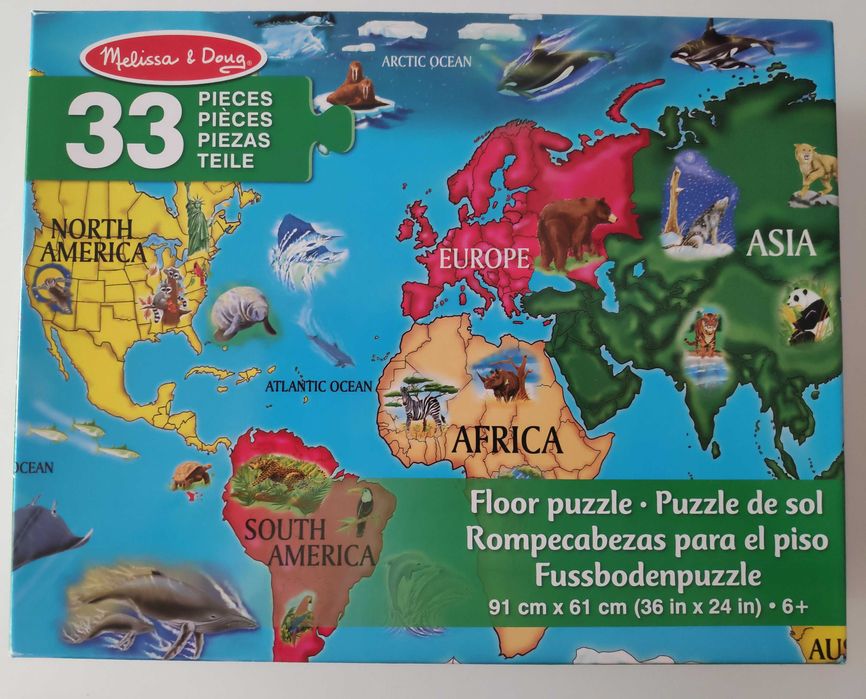 Melissa & Doug®
33
PIECES
PIÈCES
PIEZAS
TEILE
ARCTIC OCEAN
NORTH
AMERICA
EUROPE
ASIA
ATLANTIC OCEAN
AFRICA
OCEAN
SOUTH
AMERICA
Floor puzzle • Puzzle de sol
Rompecabezas para el piso
Fussbodenpuzzle
91 cm x 61 cm (36 in x 24 in) • 6+
AUS